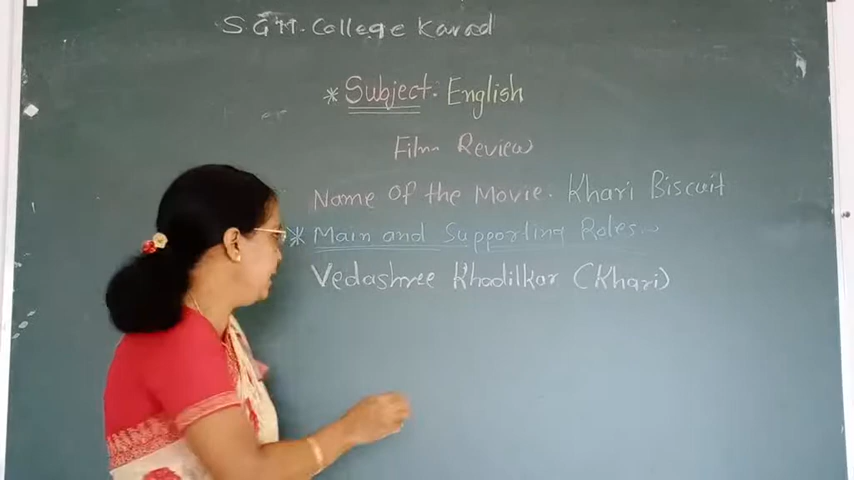 S.G.M. College Karad
* Subject: English
Film Review
Name of the Movie. Khari Biscuit
* Main and Supporting Roles.
Vedashree Khadilkar (Khari)